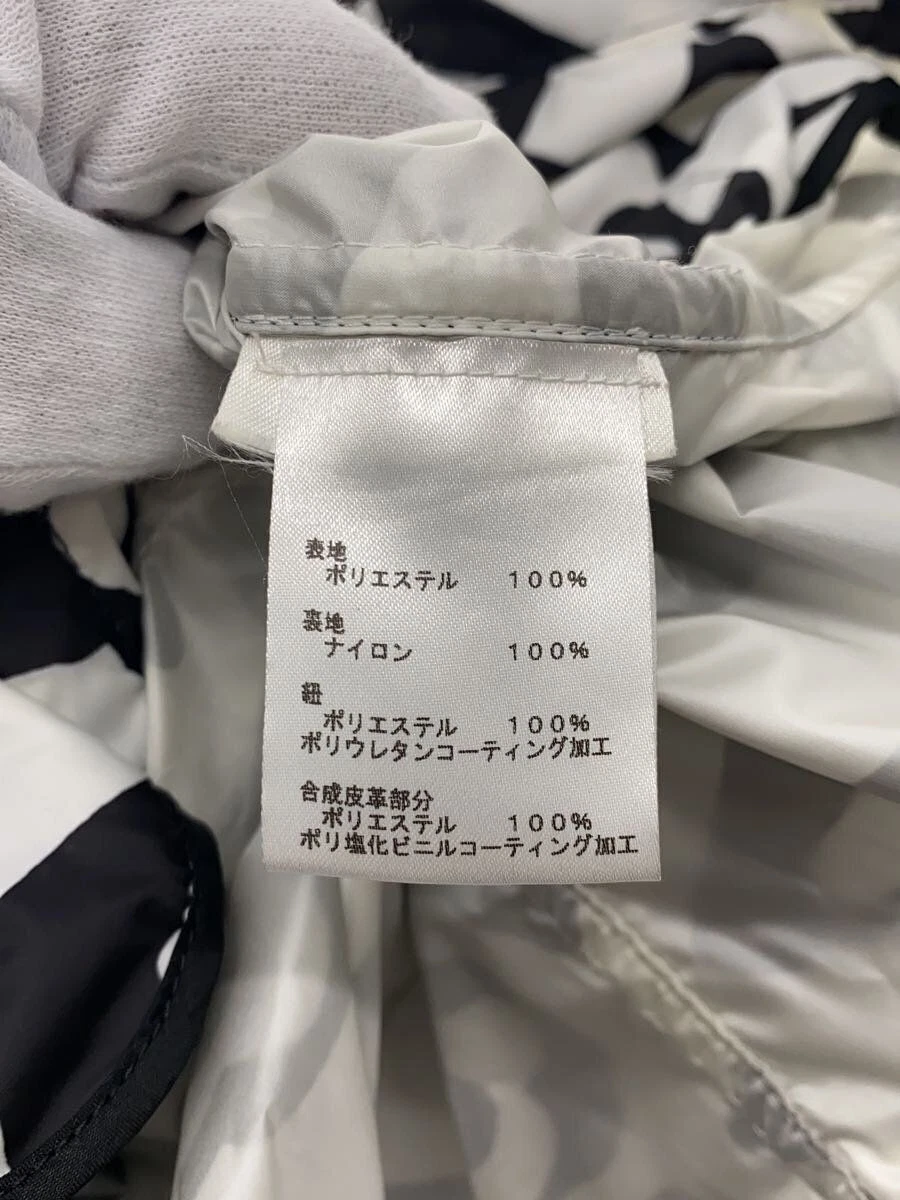 表地
ポリエステル 100%
裏地
ナイロン 100%
紐
ポリエステル 100%
ポリウレタンコーティング加工
合成皮革部分
ポリエステル 100%
ポリ塩化ビニルコーティング加工